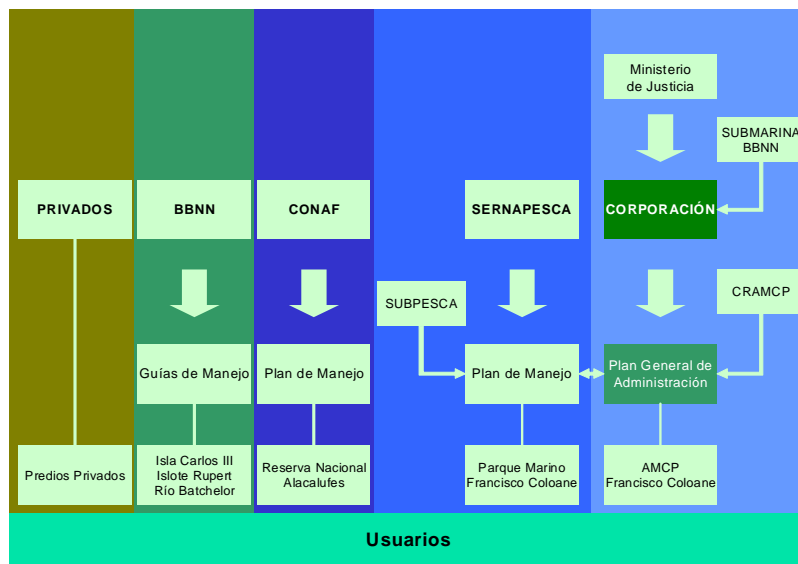 Ministerio
de Justicia
SUBMARINA
BBNN
PRIVADOS
BBNN
CONAF
SERNAPESCA
CORPORACIÓN
SUBPESCA
CRAMCP
Guías de Manejo
Plan de Manejo
Plan de Manejo
Plan General de
Administración
Predios Privados
Isla Carlos III
Islote Rupert
Río Batchelor
Reserva Nacional
Alacalufes
Parque Marino
Francisco Coloane
AMCP
Francisco Coloane
Usuarios